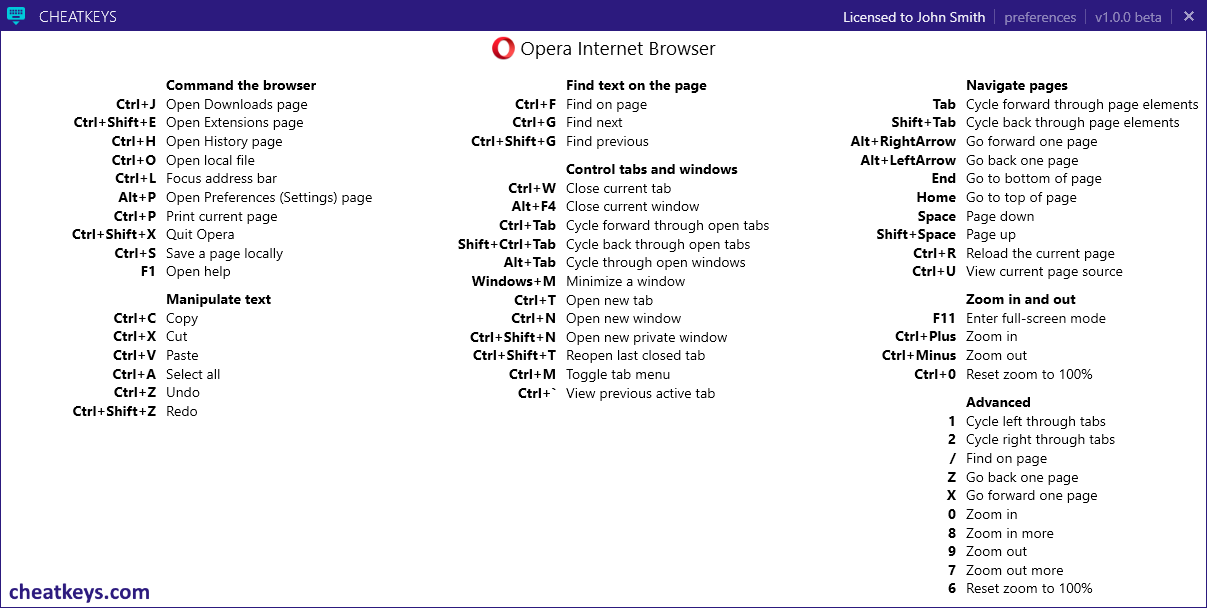 CHEATKEYS
Licensed to John Smith | preferences | v1.0.0 beta | ✕
Opera Internet Browser
Command the browser
Ctrl+J Open Downloads page
Ctrl+Shift+E Open Extensions page
Ctrl+H Open History page
Ctrl+O Open local file
Ctrl+L Focus address bar
Alt+P Open Preferences (Settings) page
Ctrl+P Print current page
Ctrl+Shift+X Quit Opera
Ctrl+S Save a page locally
F1 Open help
Manipulate text
Ctrl+C Copy
Ctrl+X Cut
Ctrl+V Paste
Ctrl+A Select all
Ctrl+Z Undo
Ctrl+Shift+Z Redo
Find text on the page
Ctrl+F Find on page
Ctrl+G Find next
Ctrl+Shift+G Find previous
Control tabs and windows
Ctrl+W Close current tab
Alt+F4 Close current window
Ctrl+Tab Cycle forward through open tabs
Shift+Ctrl+Tab Cycle back through open tabs
Alt+Tab Cycle through open windows
Windows+M Minimize a window
Ctrl+T Open new tab
Ctrl+N Open new window
Ctrl+Shift+N Open new private window
Ctrl+Shift+T Reopen last closed tab
Ctrl+M Toggle tab menu
Ctrl+` View previous active tab
Navigate pages
Tab Cycle forward through page elements
Shift+Tab Cycle back through page elements
Alt+RightArrow Go forward one page
Alt+LeftArrow Go back one page
End Go to bottom of page
Home Go to top of page
Space Page down
Shift+Space Page up
Ctrl+R Reload the current page
Ctrl+U View current page source
Zoom in and out
F11 Enter full-screen mode
Ctrl+Plus Zoom in
Ctrl+Minus Zoom out
Ctrl+0 Reset zoom to 100%
Advanced
1 Cycle left through tabs
2 Cycle right through tabs
/ Find on page
Z Go back one page
X Go forward one page
0 Zoom in
8 Zoom in more
9 Zoom out
7 Zoom out more
6 Reset zoom to 100%
cheatkeys.com